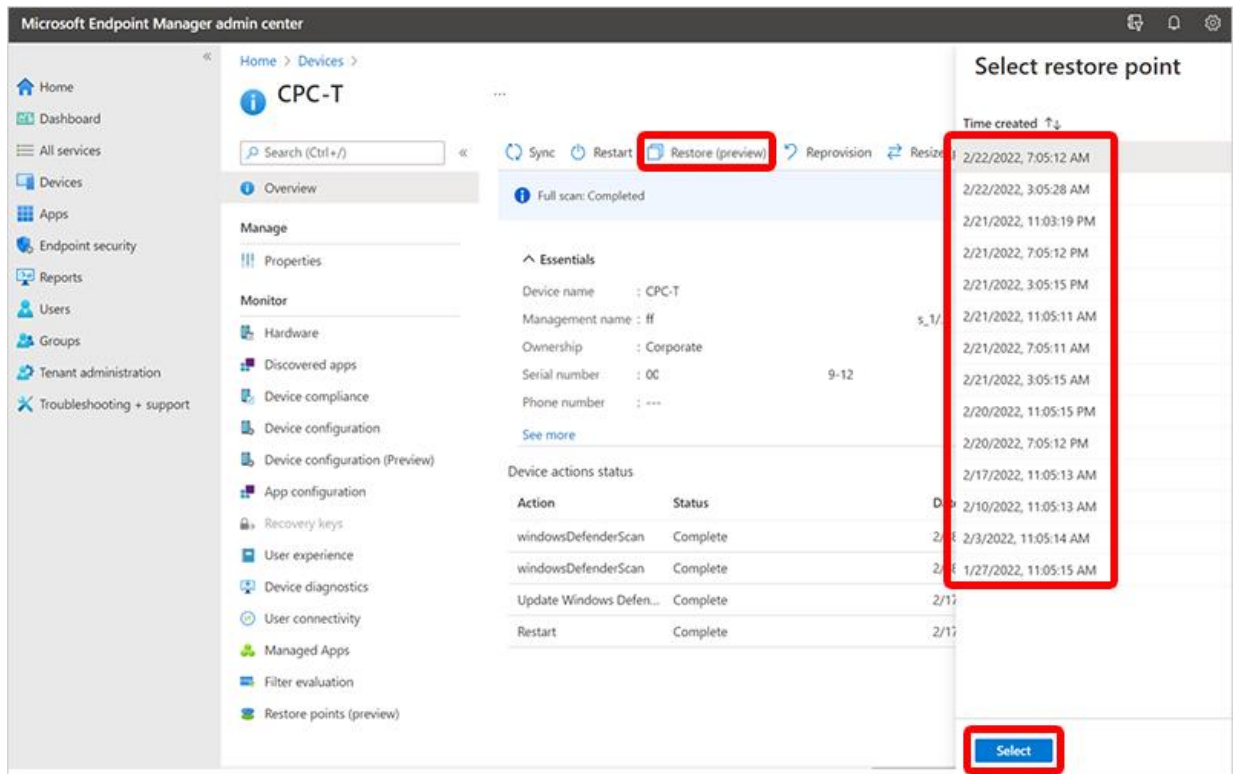 Microsoft Endpoint Manager admin center
«
Home
Dashboard
All services
Devices
Apps
Endpoint security
Reports
Users
Groups
Tenant administration
Troubleshooting + support
Home > Devices >
CPC-T
...
Search (Ctrl+/)
«
Overview
Manage
Properties
Monitor
Hardware
Discovered apps
Device compliance
Device configuration
Device configuration (Preview)
App configuration
Recovery keys
User experience
Device diagnostics
User connectivity
Managed Apps
Filter evaluation
Restore points (preview)
Sync Restart Restore (preview) Reprovision Resize
Full scan: Completed
Essentials
Device name : CPC-T
Management name : ff s_1/
Ownership : Corporate
Serial number : 00 9-12
Phone number : ---
See more
Device actions status
Action Status
windowsDefenderScan Complete
windowsDefenderScan Complete
Update Windows Defen... Complete 2/17
Restart Complete 2/17
Select restore point
Time created ↑↓
2/22/2022, 7:05:12 AM
2/22/2022, 3:05:28 AM
2/21/2022, 11:03:19 PM
2/21/2022, 7:05:12 PM
2/21/2022, 3:05:15 PM
2/21/2022, 11:05:11 AM
2/21/2022, 7:05:11 AM
2/21/2022, 3:05:15 AM
2/20/2022, 11:05:15 PM
2/20/2022, 7:05:12 PM
2/17/2022, 11:05:13 AM
2/10/2022, 11:05:13 AM
2/3/2022, 11:05:14 AM
1/27/2022, 11:05:15 AM
Select